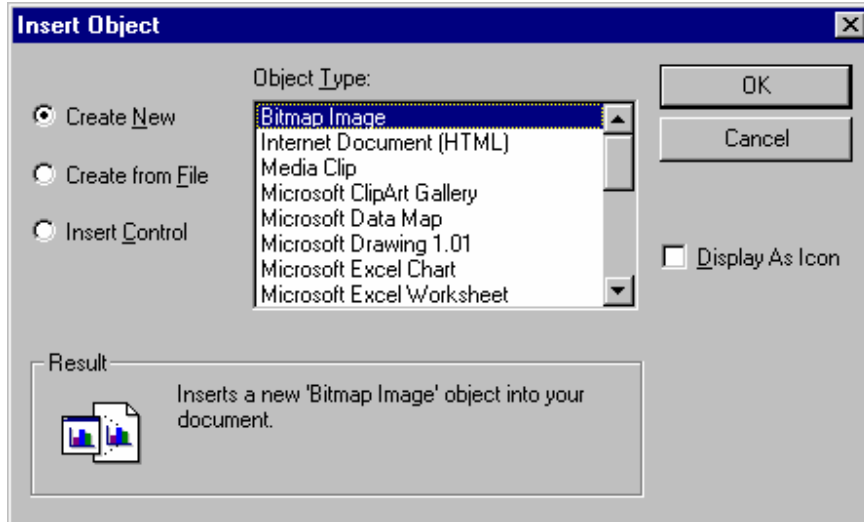 Insert Object
Object Type:
Create New
Create from File
Insert Control
Bitmap Image
Internet Document (HTML)
Media Clip
Microsoft ClipArt Gallery
Microsoft Data Map
Microsoft Drawing 1.01
Microsoft Excel Chart
Microsoft Excel Worksheet
OK
Cancel
Display As Icon
Result
Inserts a new 'Bitmap Image' object into your
document.